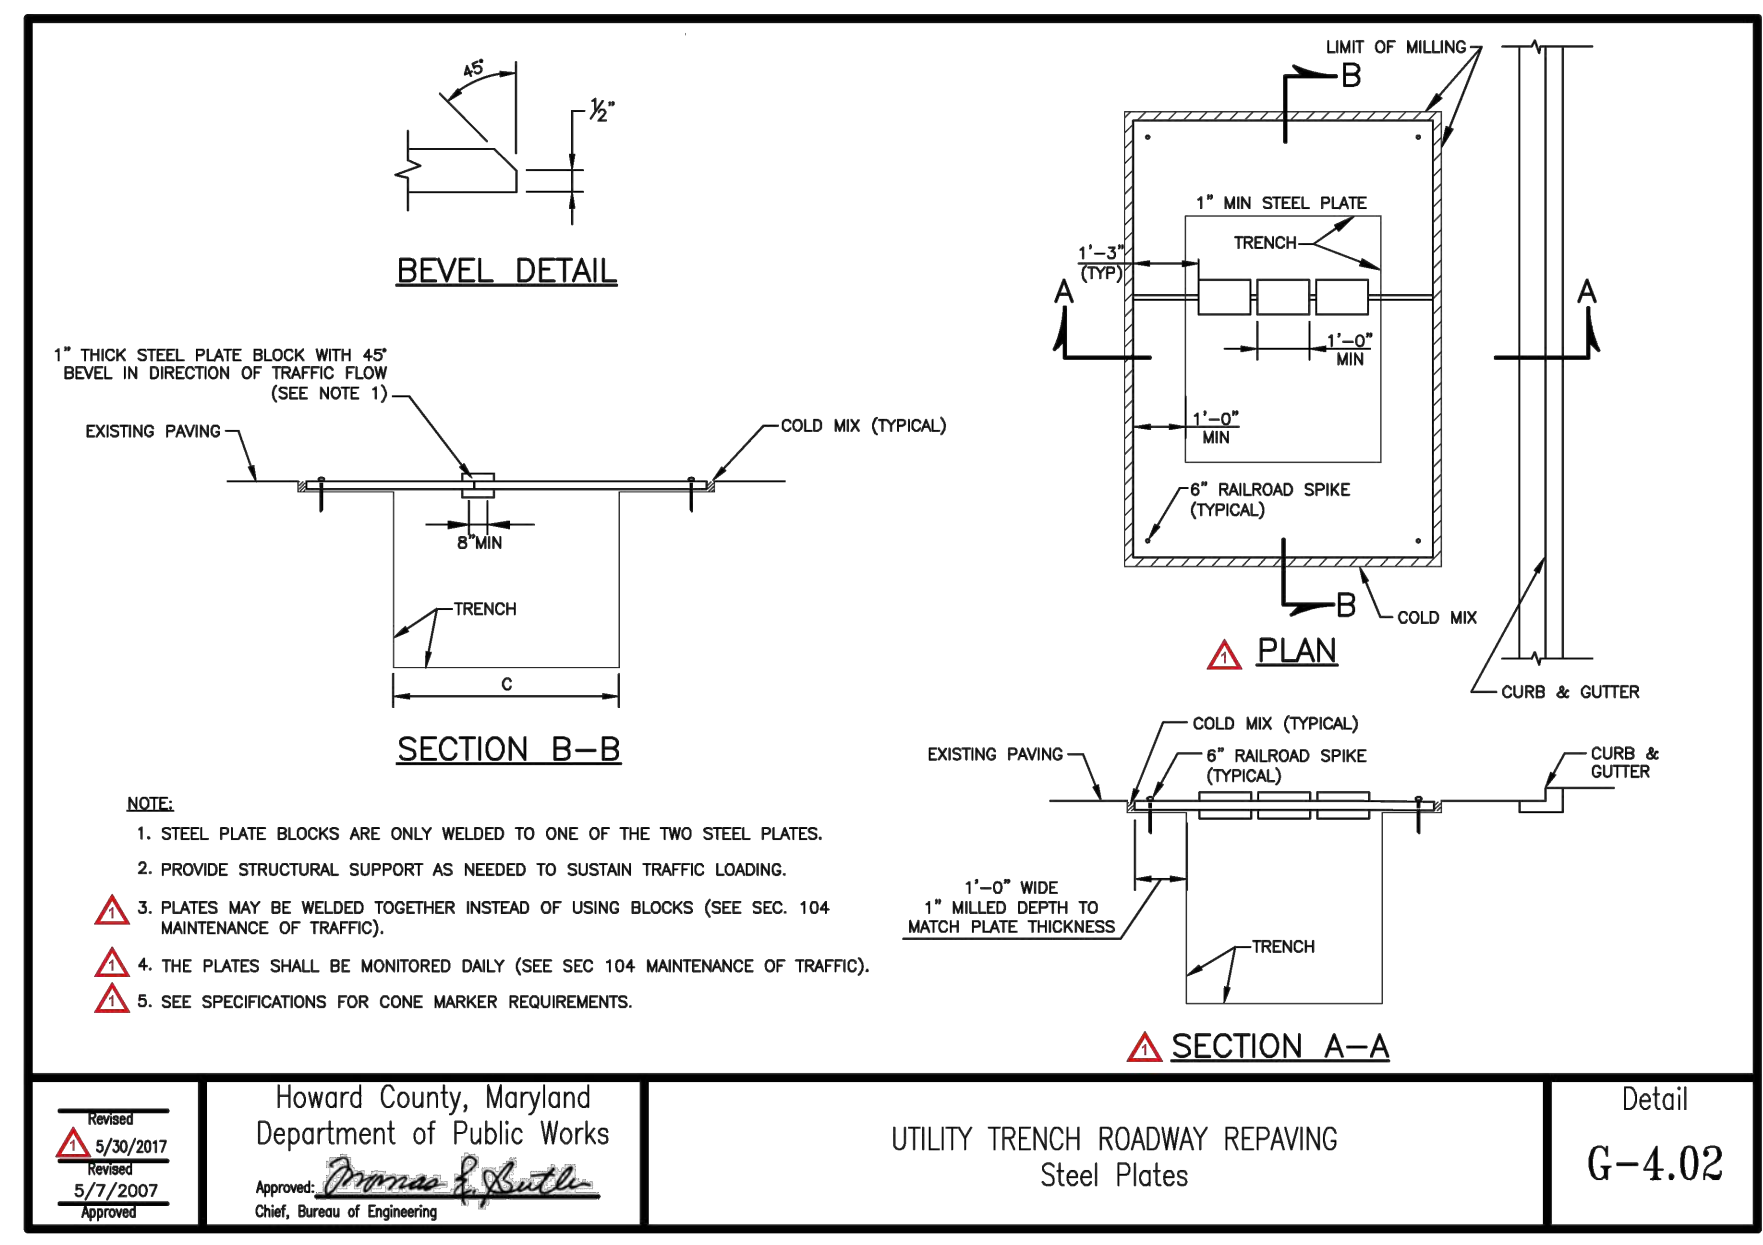 45°
½"
BEVEL DETAIL
1" THICK STEEL PLATE BLOCK WITH 45°
BEVEL IN DIRECTION OF TRAFFIC FLOW
(SEE NOTE 1)
EXISTING PAVING
COLD MIX (TYPICAL)
8"MIN
TRENCH
C
SECTION B-B
LIMIT OF MILLING
B
1" MIN STEEL PLATE
TRENCH
1'-3"
(TYP)
A
A
1'-0"
MIN
1'-0"
MIN
6" RAILROAD SPIKE
(TYPICAL)
B
COLD MIX
1
PLAN
CURB & GUTTER
COLD MIX (TYPICAL)
EXISTING PAVING
6" RAILROAD SPIKE
(TYPICAL)
CURB &
GUTTER
1'-0" WIDE
1" MILLED DEPTH TO
MATCH PLATE THICKNESS
TRENCH
1
SECTION A-A
NOTE:
1. STEEL PLATE BLOCKS ARE ONLY WELDED TO ONE OF THE TWO STEEL PLATES.
2. PROVIDE STRUCTURAL SUPPORT AS NEEDED TO SUSTAIN TRAFFIC LOADING.
1 3. PLATES MAY BE WELDED TOGETHER INSTEAD OF USING BLOCKS (SEE SEC. 104
MAINTENANCE OF TRAFFIC).
1 4. THE PLATES SHALL BE MONITORED DAILY (SEE SEC 104 MAINTENANCE OF TRAFFIC).
1 5. SEE SPECIFICATIONS FOR CONE MARKER REQUIREMENTS.
Revised
1 5/30/2017
Revised
5/7/2007
Approved
Howard County, Maryland
Department of Public Works
Approved: Thomas E. Butler
Chief, Bureau of Engineering
UTILITY TRENCH ROADWAY REPAVING
Steel Plates
Detail
G-4.02